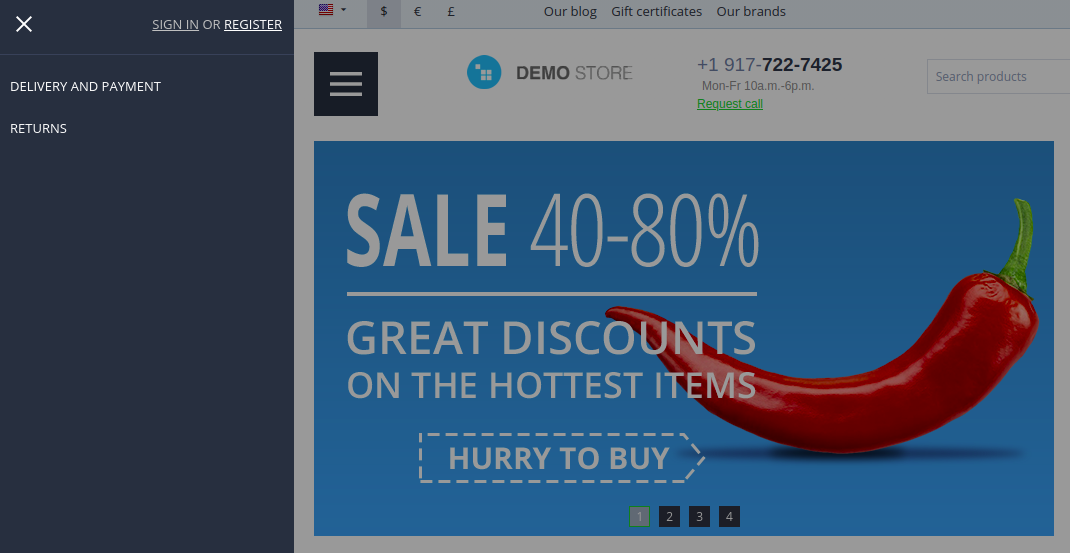 SIGN IN OR REGISTER
DELIVERY AND PAYMENT
RETURNS
$ € £ Our blog Gift certificates Our brands
DEMO STORE
+1 917-722-7425
Mon-Fr 10a.m.-6p.m.
Request call
Search products
SALE 40-80%
GREAT DISCOUNTS
ON THE HOTTEST ITEMS
HURRY TO BUY
1 2 3 4